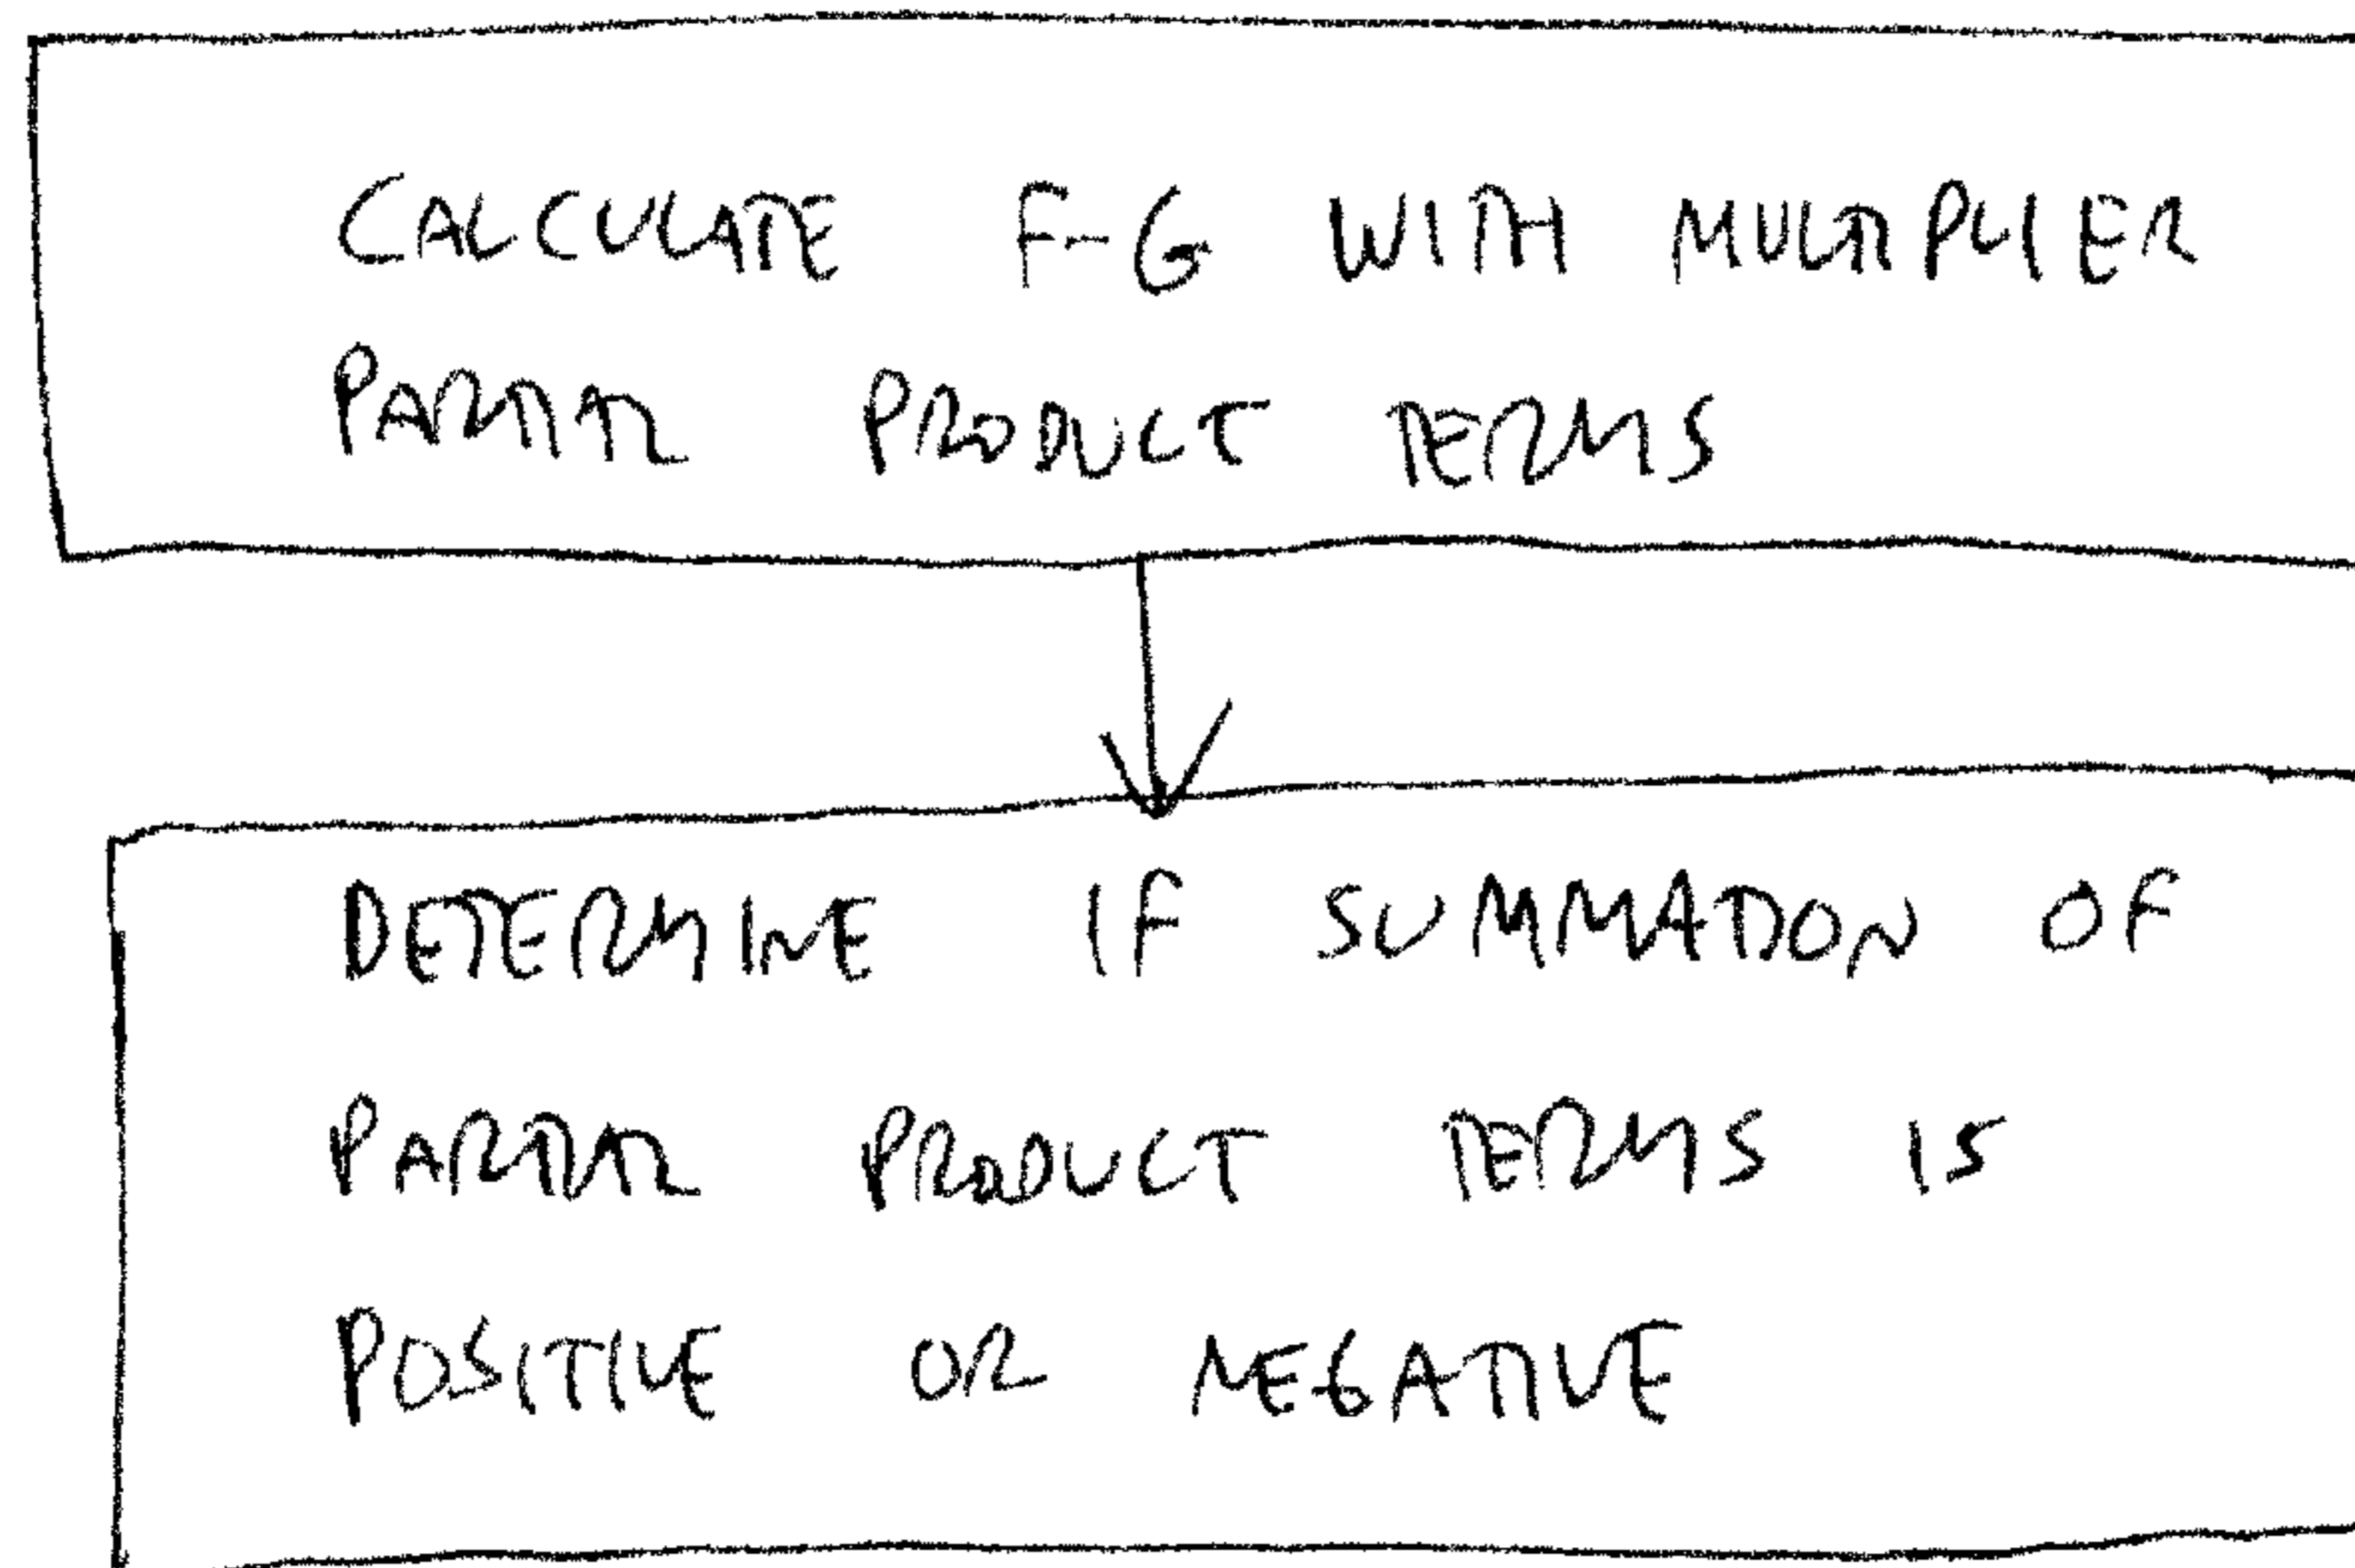 CALCULATE F-G WITH MULTIPLIER
PARTIAL PRODUCT TERMS
DETERMINE IF SUMMATION OF
PARTIAL PRODUCT TERMS IS
POSITIVE OR NEGATIVE